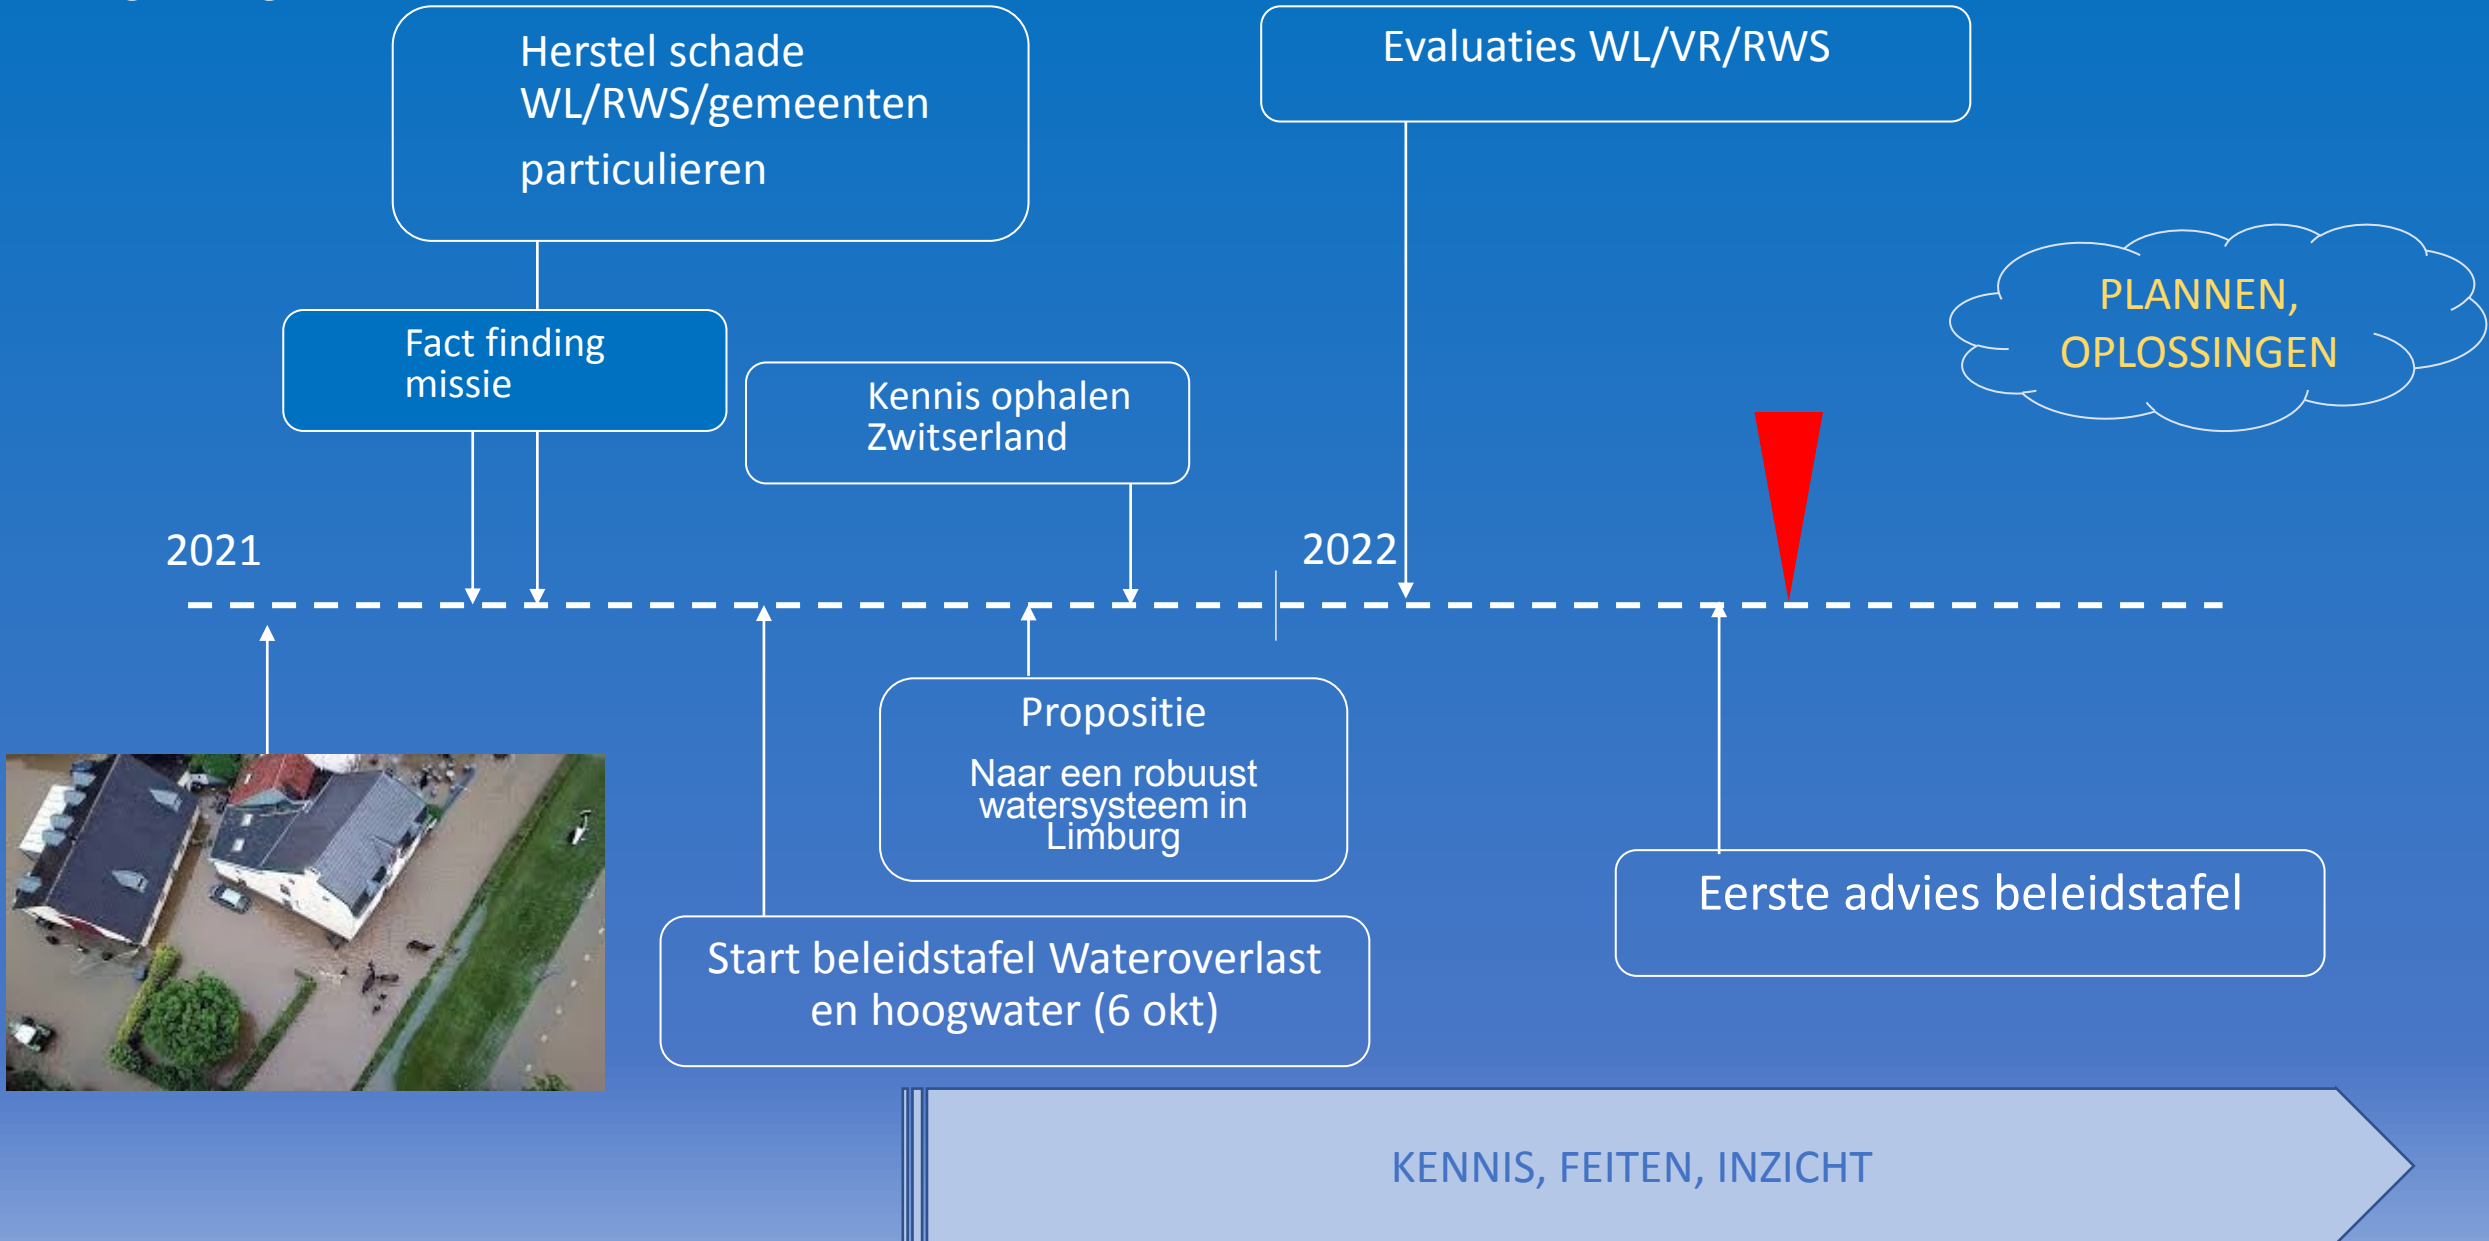 Herstel schade
WL/RWS/gemeenten
particulieren
Evaluaties WL/VR/RWS
PLANNEN,
OPLOSSINGEN
Fact finding
missie
Kennis ophalen
Zwitserland
2021
2022
Propositie
Naar een robuust
watersysteem in
Limburg
Eerste advies beleidstafel
Start beleidstafel Wateroverlast
en hoogwater (6 okt)
KENNIS, FEITEN, INZICHT